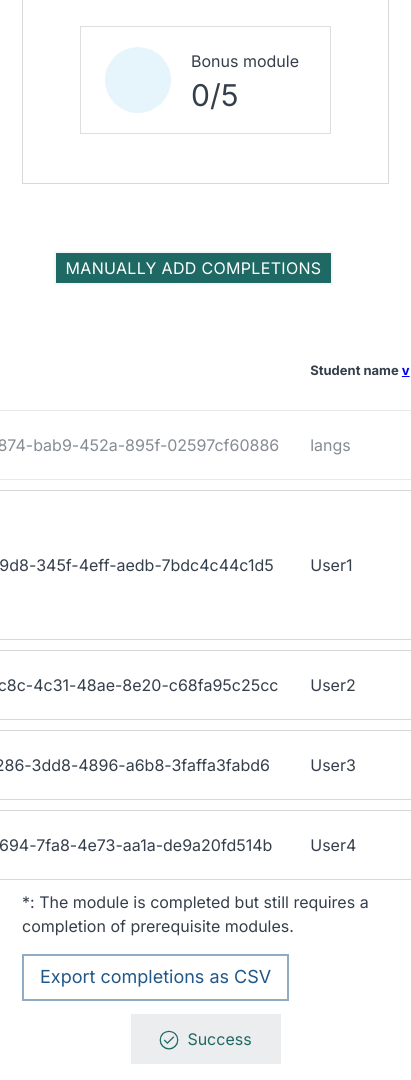 Bonus module
0/5
MANUALLY ADD COMPLETIONS
Student name v
874-bab9-452a-895f-02597cf60886 langs
9d8-345f-4eff-aedb-7bdc4c44c1d5 User1
c8c-4c31-48ae-8e20-c68fa95c25cc User2
286-3dd8-4896-a6b8-3faffa3fabd6 User3
694-7fa8-4e73-aa1a-de9a20fd514b User4
*: The module is completed but still requires a
completion of prerequisite modules.
Export completions as CSV
Success